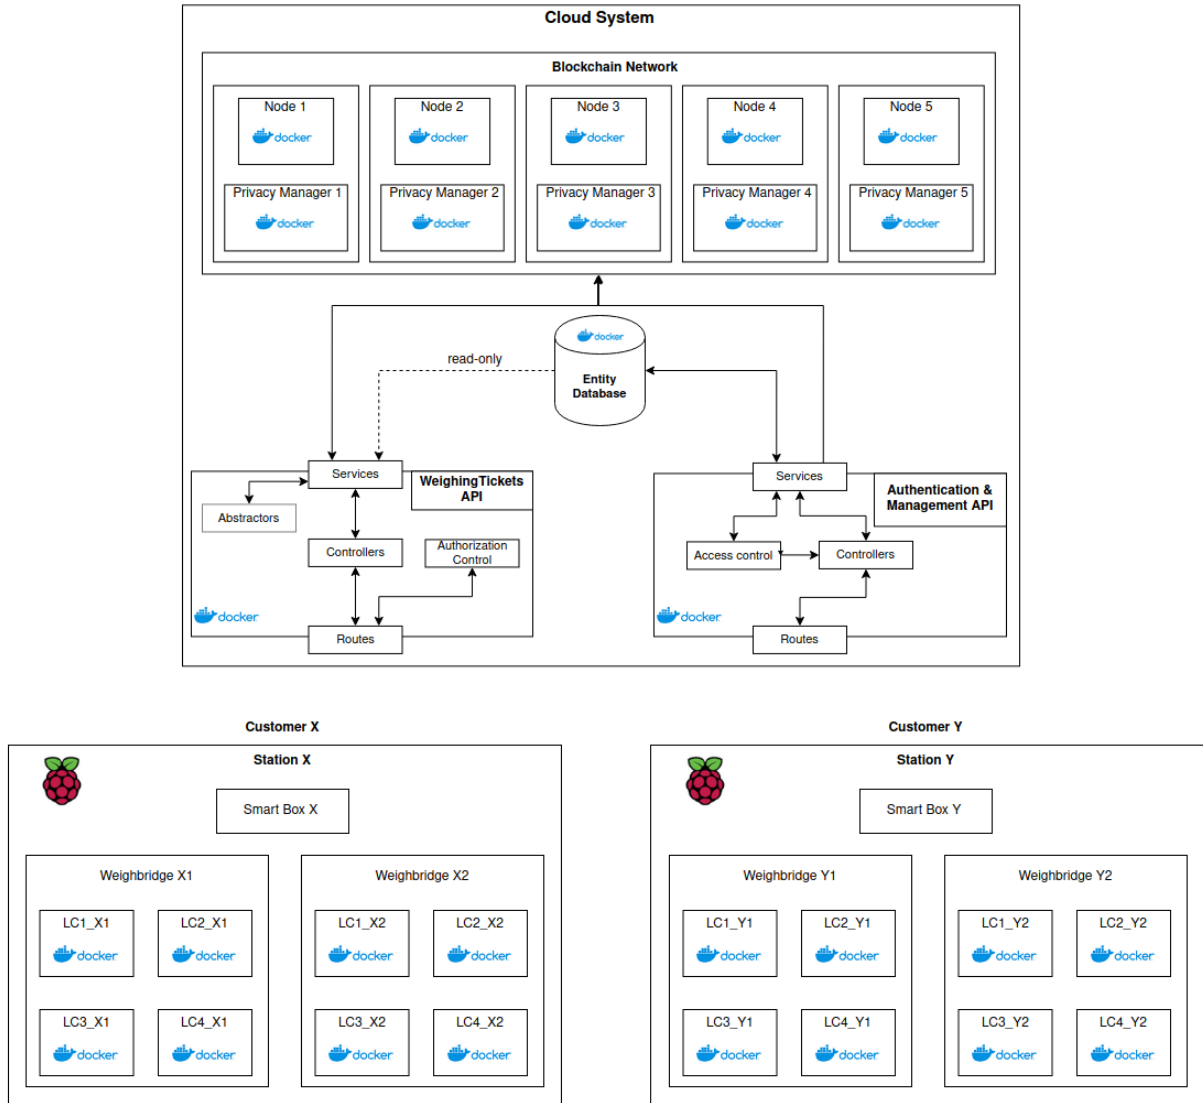 Cloud System
Blockchain Network
Node 1
Node 2
Node 3
Node 4
Node 5
docker
docker
docker
docker
docker
Privacy Manager 1
Privacy Manager 2
Privacy Manager 3
Privacy Manager 4
Privacy Manager 5
docker
docker
docker
docker
docker
docker
read-only
Entity
Database
Services
WeighingTickets
API
Abstractors
Controllers
Authorization
Control
docker
Routes
Services
Authentication &
Management API
Access control
Controllers
docker
Routes
Customer X
Station X
Smart Box X
Weighbridge X1
LC1_X1
LC2_X1
docker
docker
LC3_X1
LC4_X1
docker
docker
Weighbridge X2
LC1_X2
LC2_X2
docker
docker
LC3_X2
LC4_X2
docker
docker
Customer Y
Station Y
Smart Box Y
Weighbridge Y1
LC1_Y1
LC2_Y1
docker
docker
LC3_Y1
LC4_Y1
docker
docker
Weighbridge Y2
LC1_Y2
LC2_Y2
docker
docker
LC3_Y2
LC4_Y2
docker
docker